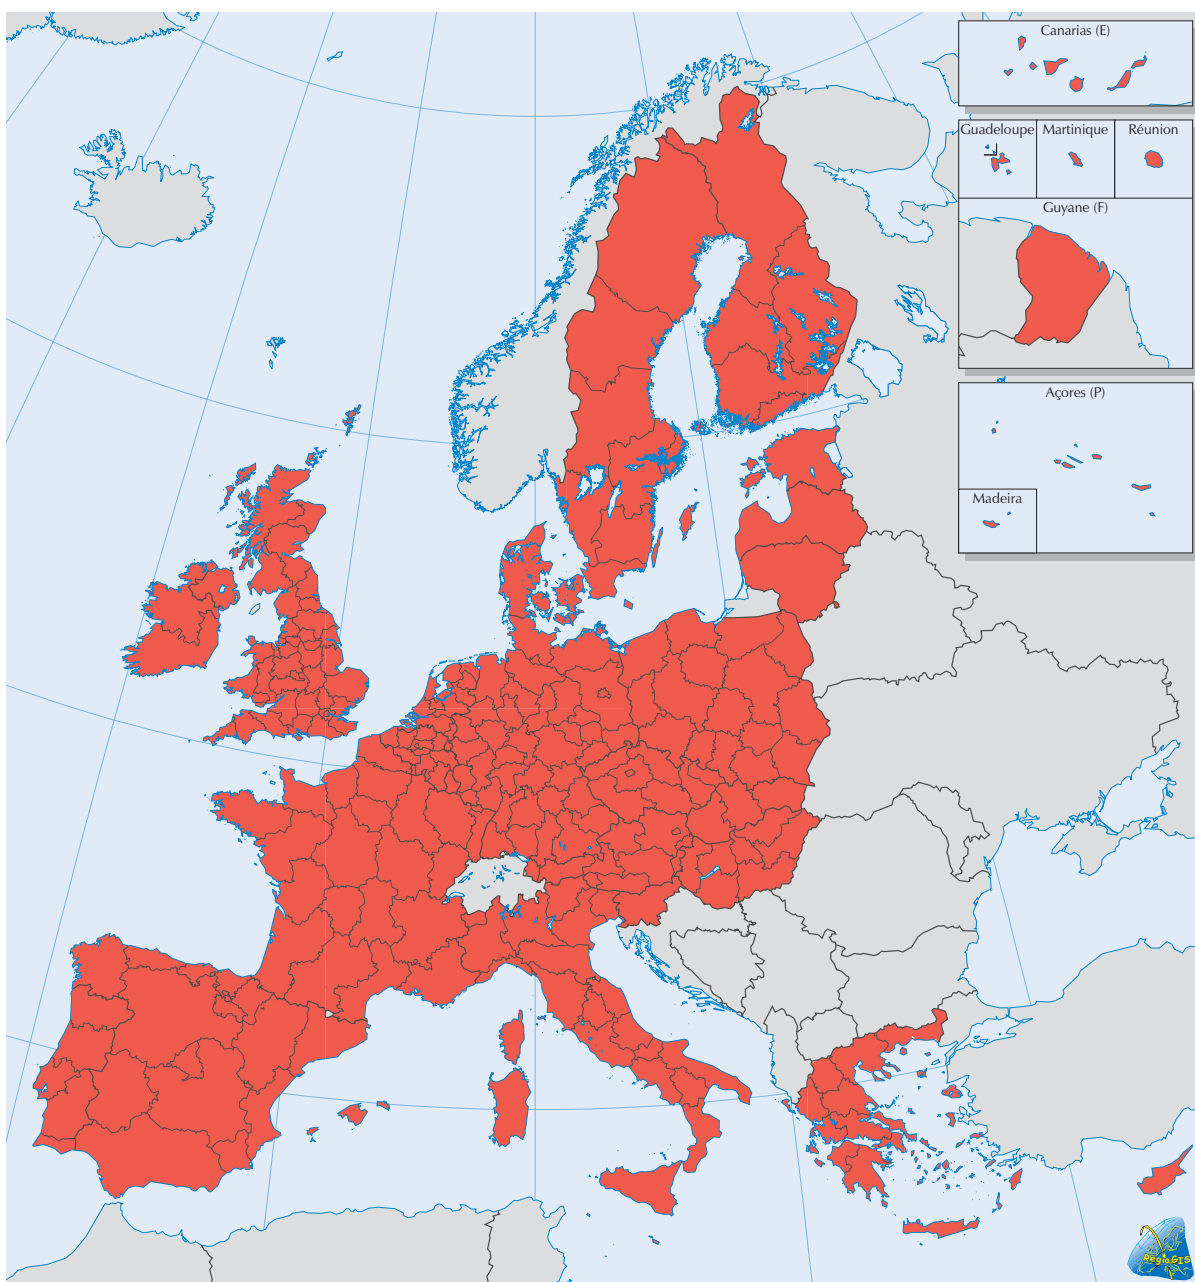 Canarias (E)
Guadeloupe Martinique Réunion
Guyane (F)
Açores (P)
Madeira
RegioGIS